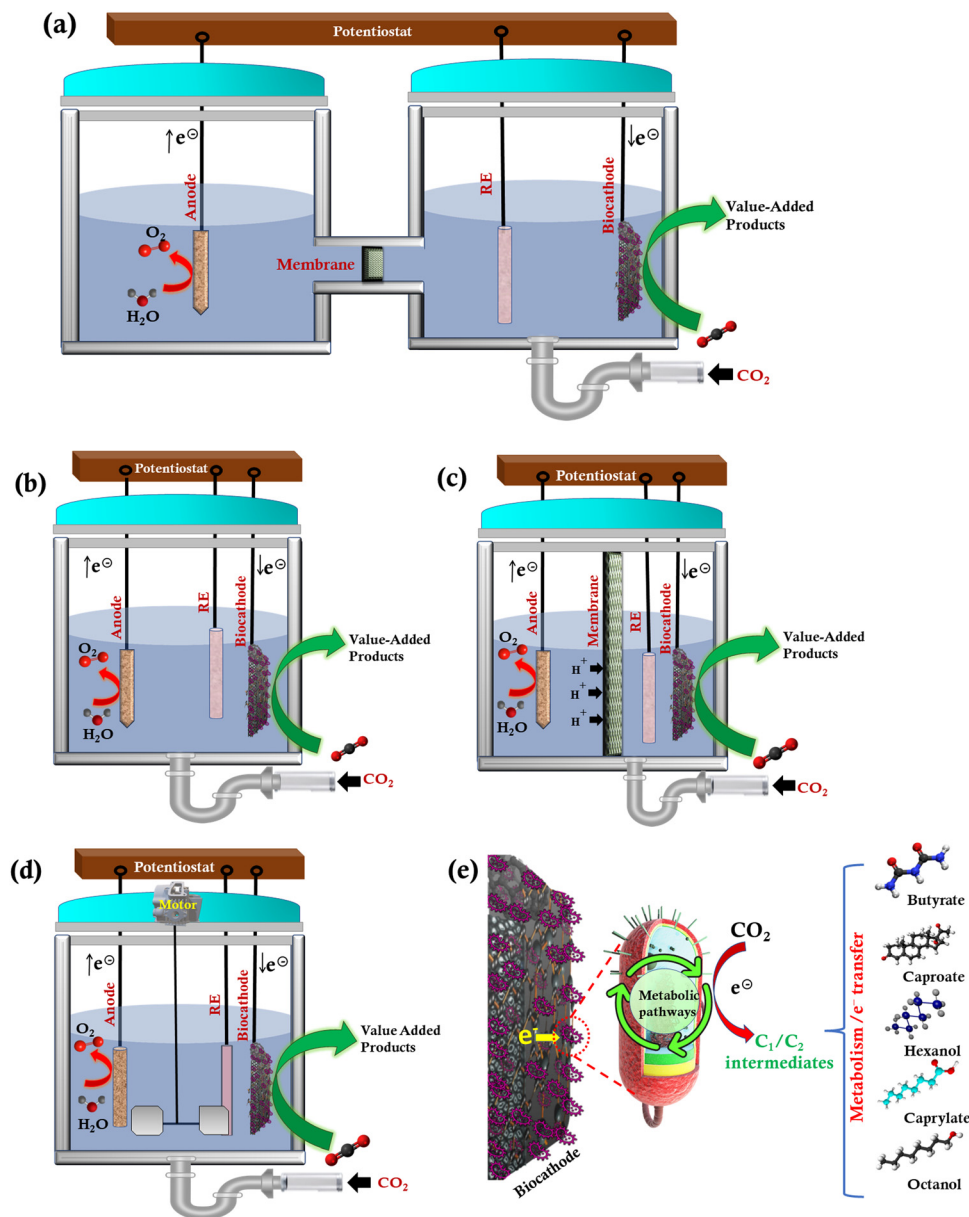 (a)
Potentiostat
↑e⊖
↓e⊖
Anode
RE
Biocathode
O2
H2O
Membrane
Value-Added
Products
CO2
(b)
Potentiostat
↑e⊖
↓e⊖
Anode
RE
Biocathode
O2
H2O
Value-Added
Products
CO2
(c)
Potentiostat
↑e⊖
↓e⊖
Anode
Membrane
RE
Biocathode
O2
H2O
H+
H+
H+
Value-Added
Products
CO2
(d)
Potentiostat
Motor
↑e⊖
↓e⊖
Anode
RE
Biocathode
O2
H2O
Value Added
Products
CO2
(e)
e-
Biocathode
Metabolic
pathways
CO2
e⊖
C1/C2
intermediates
Metabolism /e- transfer
Butyrate
Caproate
Hexanol
Caprylate
Octanol